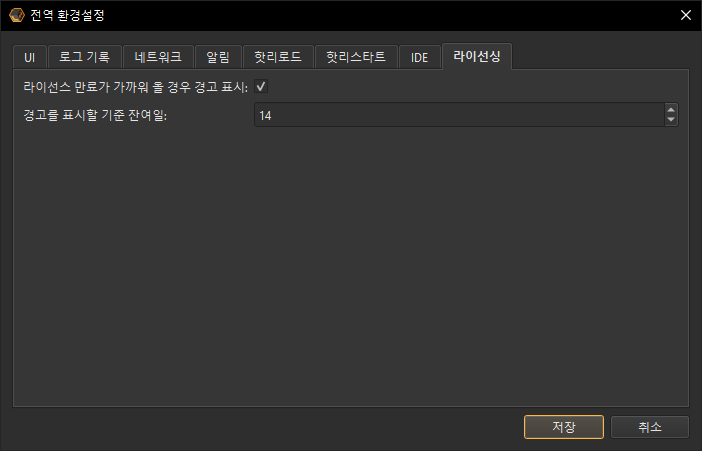 전역 환경설정
UI 로그 기록 네트워크 알림 핫리로드 핫리스타트 IDE 라이선싱
라이선스 만료가 가까워 올 경우 경고 표시:
경고를 표시할 기준 잔여일: 14
저장 취소